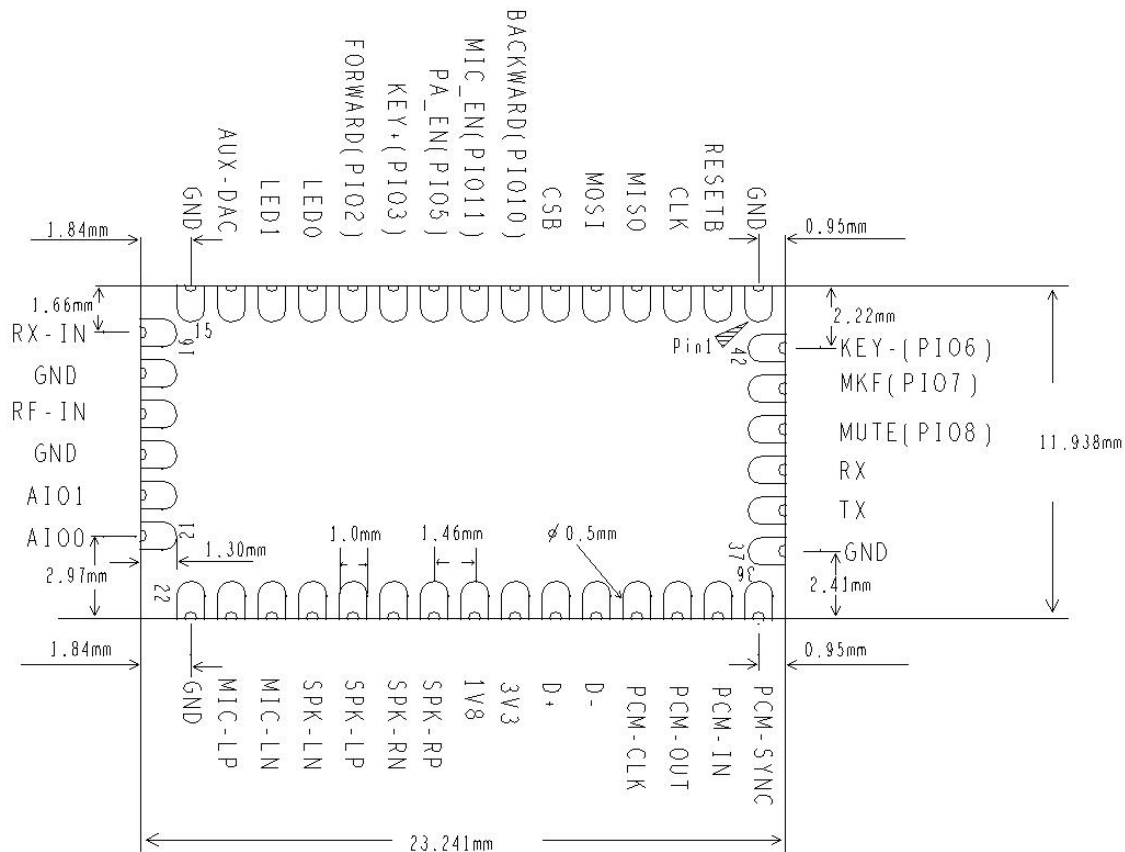 GND
AUX-DAC
LED1
LED0
FORWARD(PIO2)
KEY+(PIO3)
PA_EN(PIO5)
MIC_EN(PIO11)
BACKWARD(PIO10)
CSB
MOSI
MISO
CLK
RESETB
GND
1.84mm
0.95mm
1.66mm
2.22mm
RX-IN
15
16
Pin1
42
KEY-(PIO6)
GND
MKF(PIO7)
RF-IN
MUTE(PIO8)
11.938mm
GND
RX
AIO1
TX
AIO0
21
1.30mm
1.0mm
1.46mm
ø 0.5mm
37
GND
2.97mm
22
36
2.41mm
1.84mm
0.95mm
GND
MIC-LP
MIC-LN
SPK-LN
SPK-LP
SPK-RN
SPK-RP
1V8
3V3
D+
D-
PCM-CLK
PCM-OUT
PCM-IN
PCM-SYNC
23.241mm